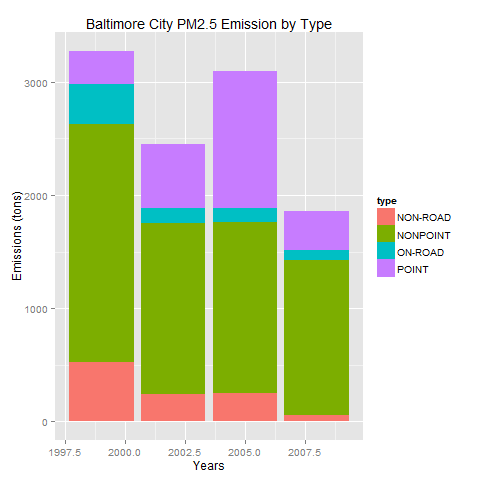 Baltimore City PM2.5 Emission by Type
Emissions (tons)
3000
2000
1000
0
1997.5 2000.0 2002.5 2005.0 2007.5
Years
type
NON-ROAD
NONPOINT
ON-ROAD
POINT